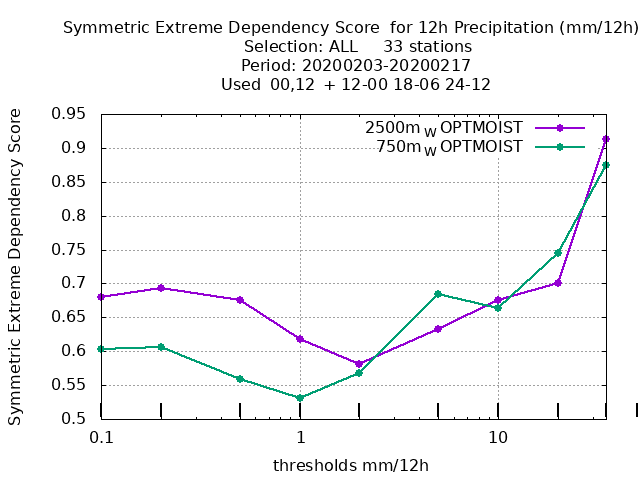 Symmetric Extreme Dependency Score  for 12h Precipitation (mm/12h)
Selection: ALL     33 stations
Period: 20200203-20200217
Used  00,12  + 12-00 18-06 24-12
Symmetric Extreme Dependency Score
0.95
0.9
0.85
0.8
0.75
0.7
0.65
0.6
0.55
0.5
2500m W OPTMOIST
750m W OPTMOIST
0.1 1 10
thresholds mm/12h